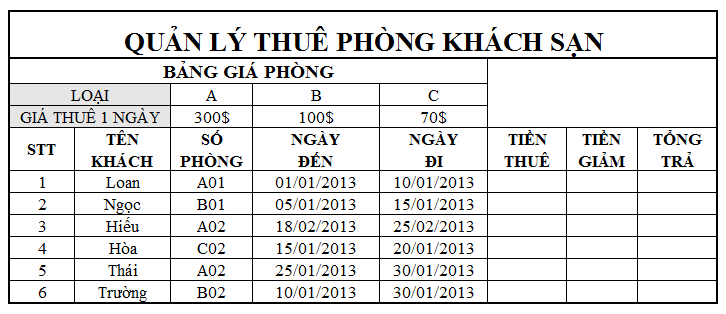 QUẢN LÝ THUÊ PHÒNG KHÁCH SẠN
BẢNG GIÁ PHÒNG
LOẠI A B C
GIÁ THUÊ 1 NGÀY 300$ 100$ 70$
STT TÊN KHÁCH SỐ PHÒNG NGÀY ĐẾN NGÀY ĐI TIỀN THUÊ TIỀN GIẢM TỔNG TRẢ
1 Loan A01 01/01/2013 10/01/2013
2 Ngọc B01 05/01/2013 15/01/2013
3 Hiếu A02 18/02/2013 25/02/2013
4 Hòa C02 15/01/2013 20/01/2013
5 Thái A02 25/01/2013 30/01/2013
6 Trường B02 10/01/2013 30/01/2013